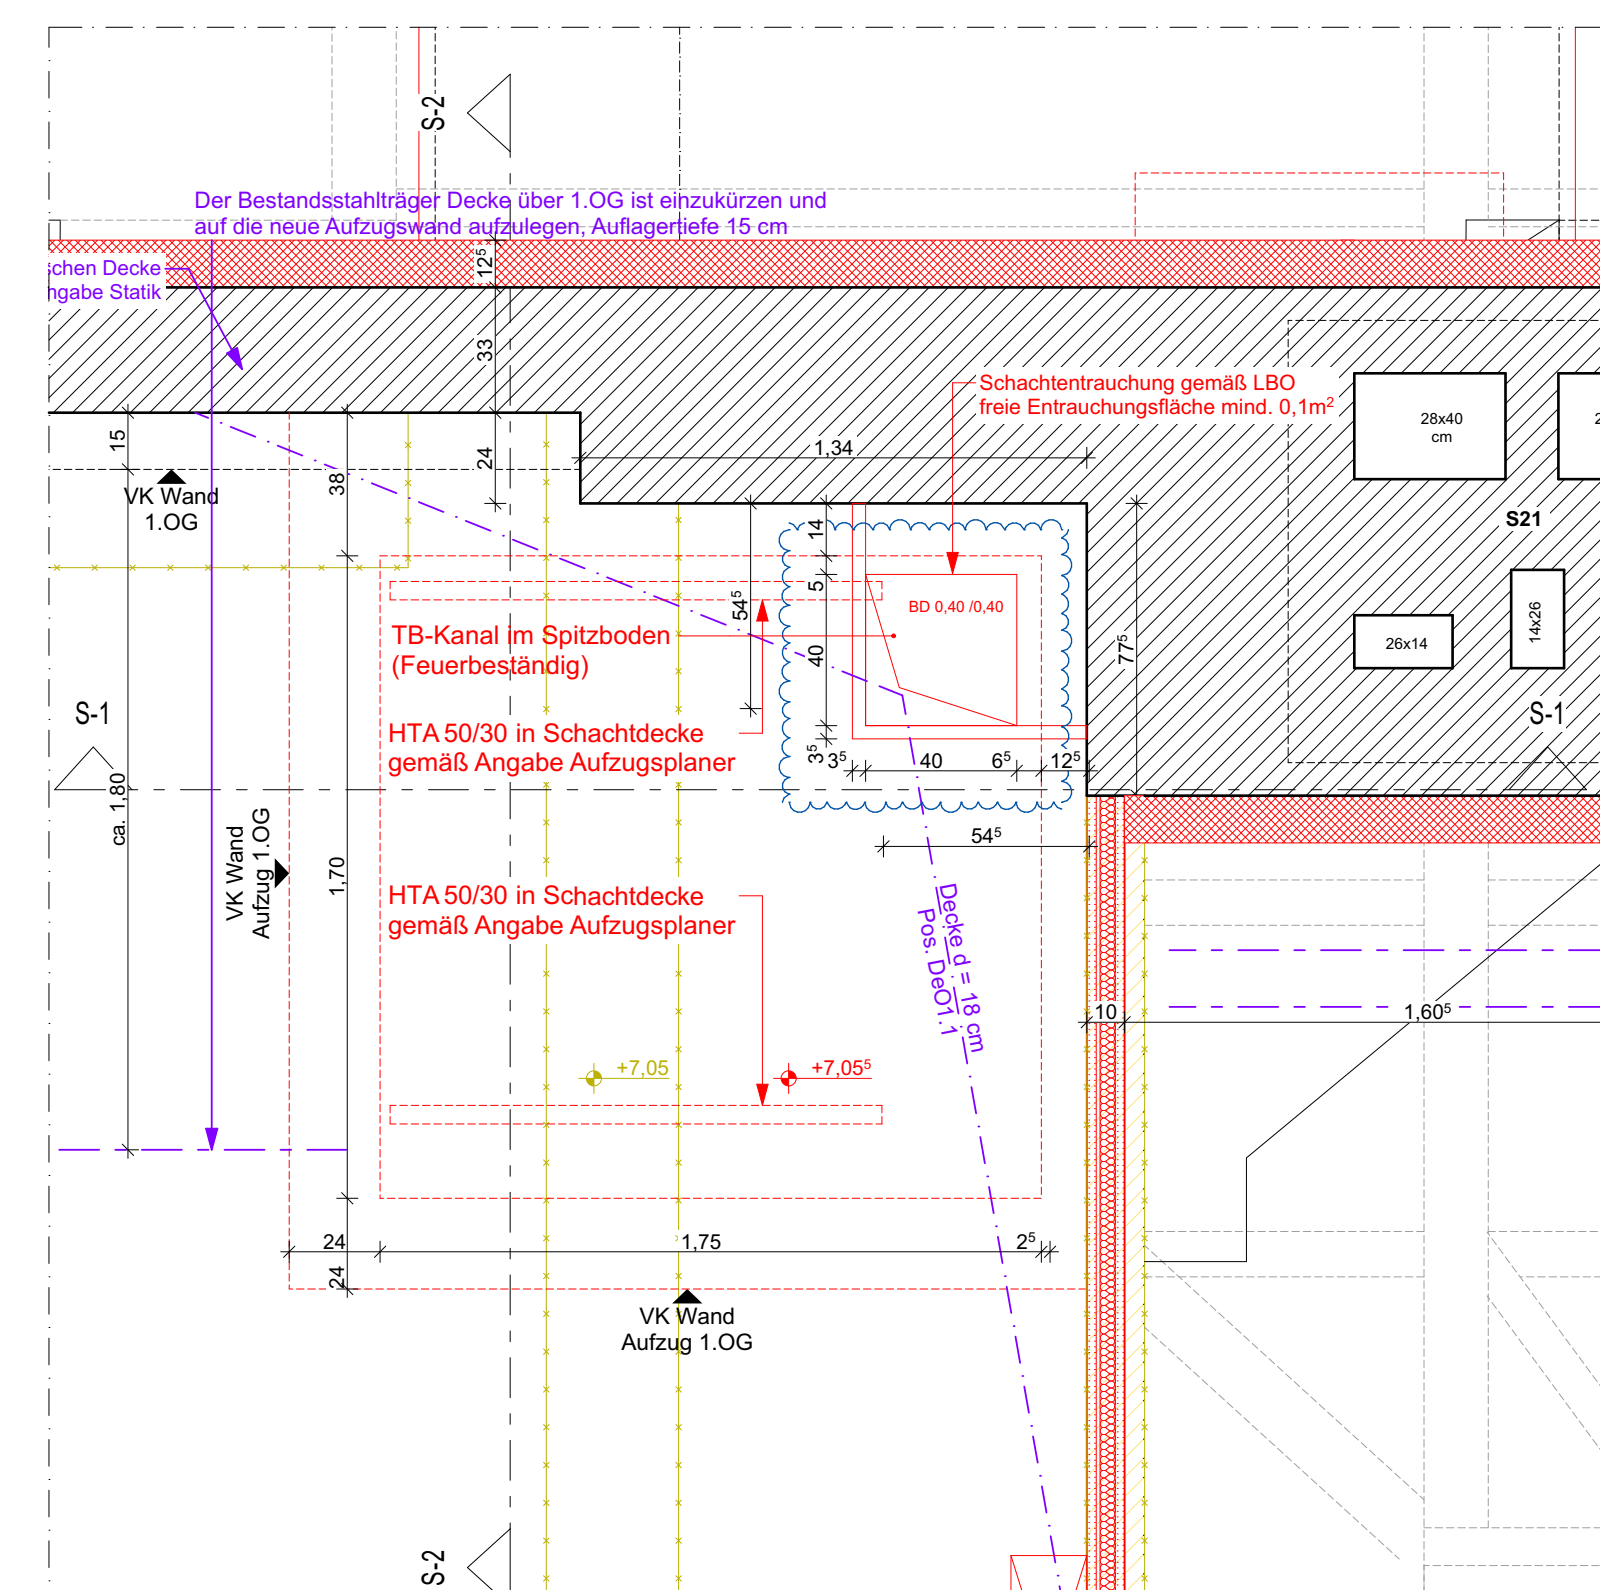 S-2
Der Bestandsstahlträger Decke über 1.OG ist einzukürzen und
auf die neue Aufzugswand aufzulegen, Auflagertiefe 15 cm
schen Decke
ngabe Statik
12⁵
33
24
15
38
VK Wand
1.OG
1,34
Schachtentrauchung gemäß LBO
freie Entrauchungsfläche mind. 0,1m²
28x40
cm
2
S21
14x26
26x14
14
5
40
3⁵
54⁵
BD 0,40 /0,40
77⁵
TB-Kanal im Spitzboden
(Feuerbeständig)
HTA 50/30 in Schachtdecke
gemäß Angabe Aufzugsplaner
S-1
S-1
3⁵
40
6⁵
12⁵
54⁵
ca. 1,80
VK Wand
Aufzug 1.OG
1,70
HTA 50/30 in Schachtdecke
gemäß Angabe Aufzugsplaner
Decke d = 18 cm
Pos. DeO1.1
10
1,60⁵
+7,05
+7,05⁵
24
1,75
2⁵
24
VK Wand
Aufzug 1.OG
S-2